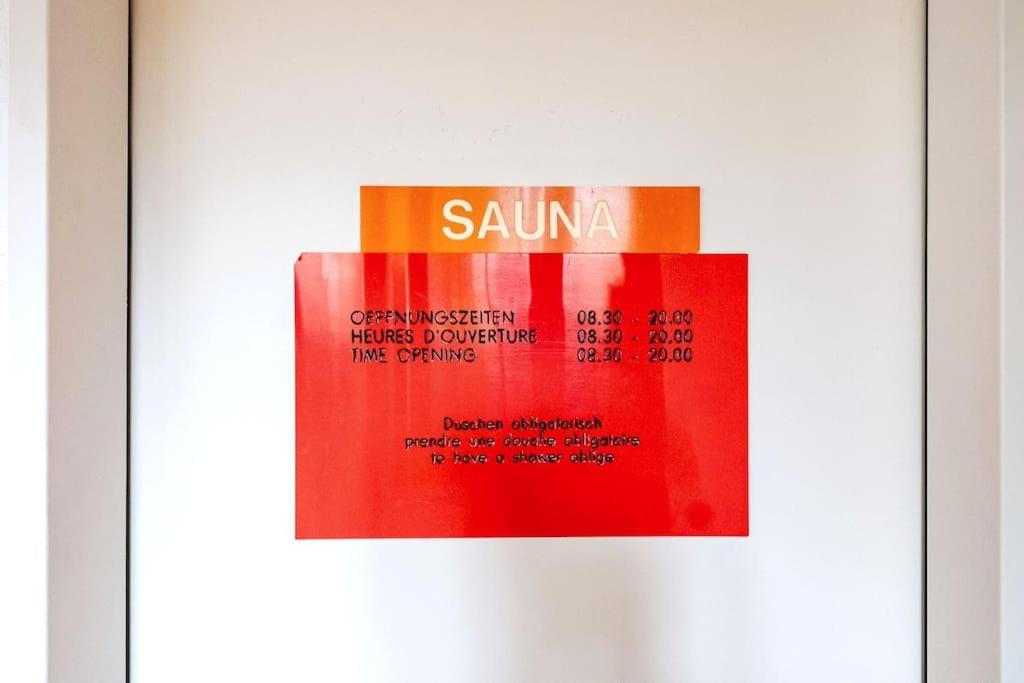 SAUNA
OEFFNUNGSZEITEN 08.30 - 20.00
HEURES D'OUVERTURE 08.30 - 20.00
TIME OPENING 08.30 - 20.00
Duschen obligatorisch
prendre une douche obligatoire
to have a shower oblige